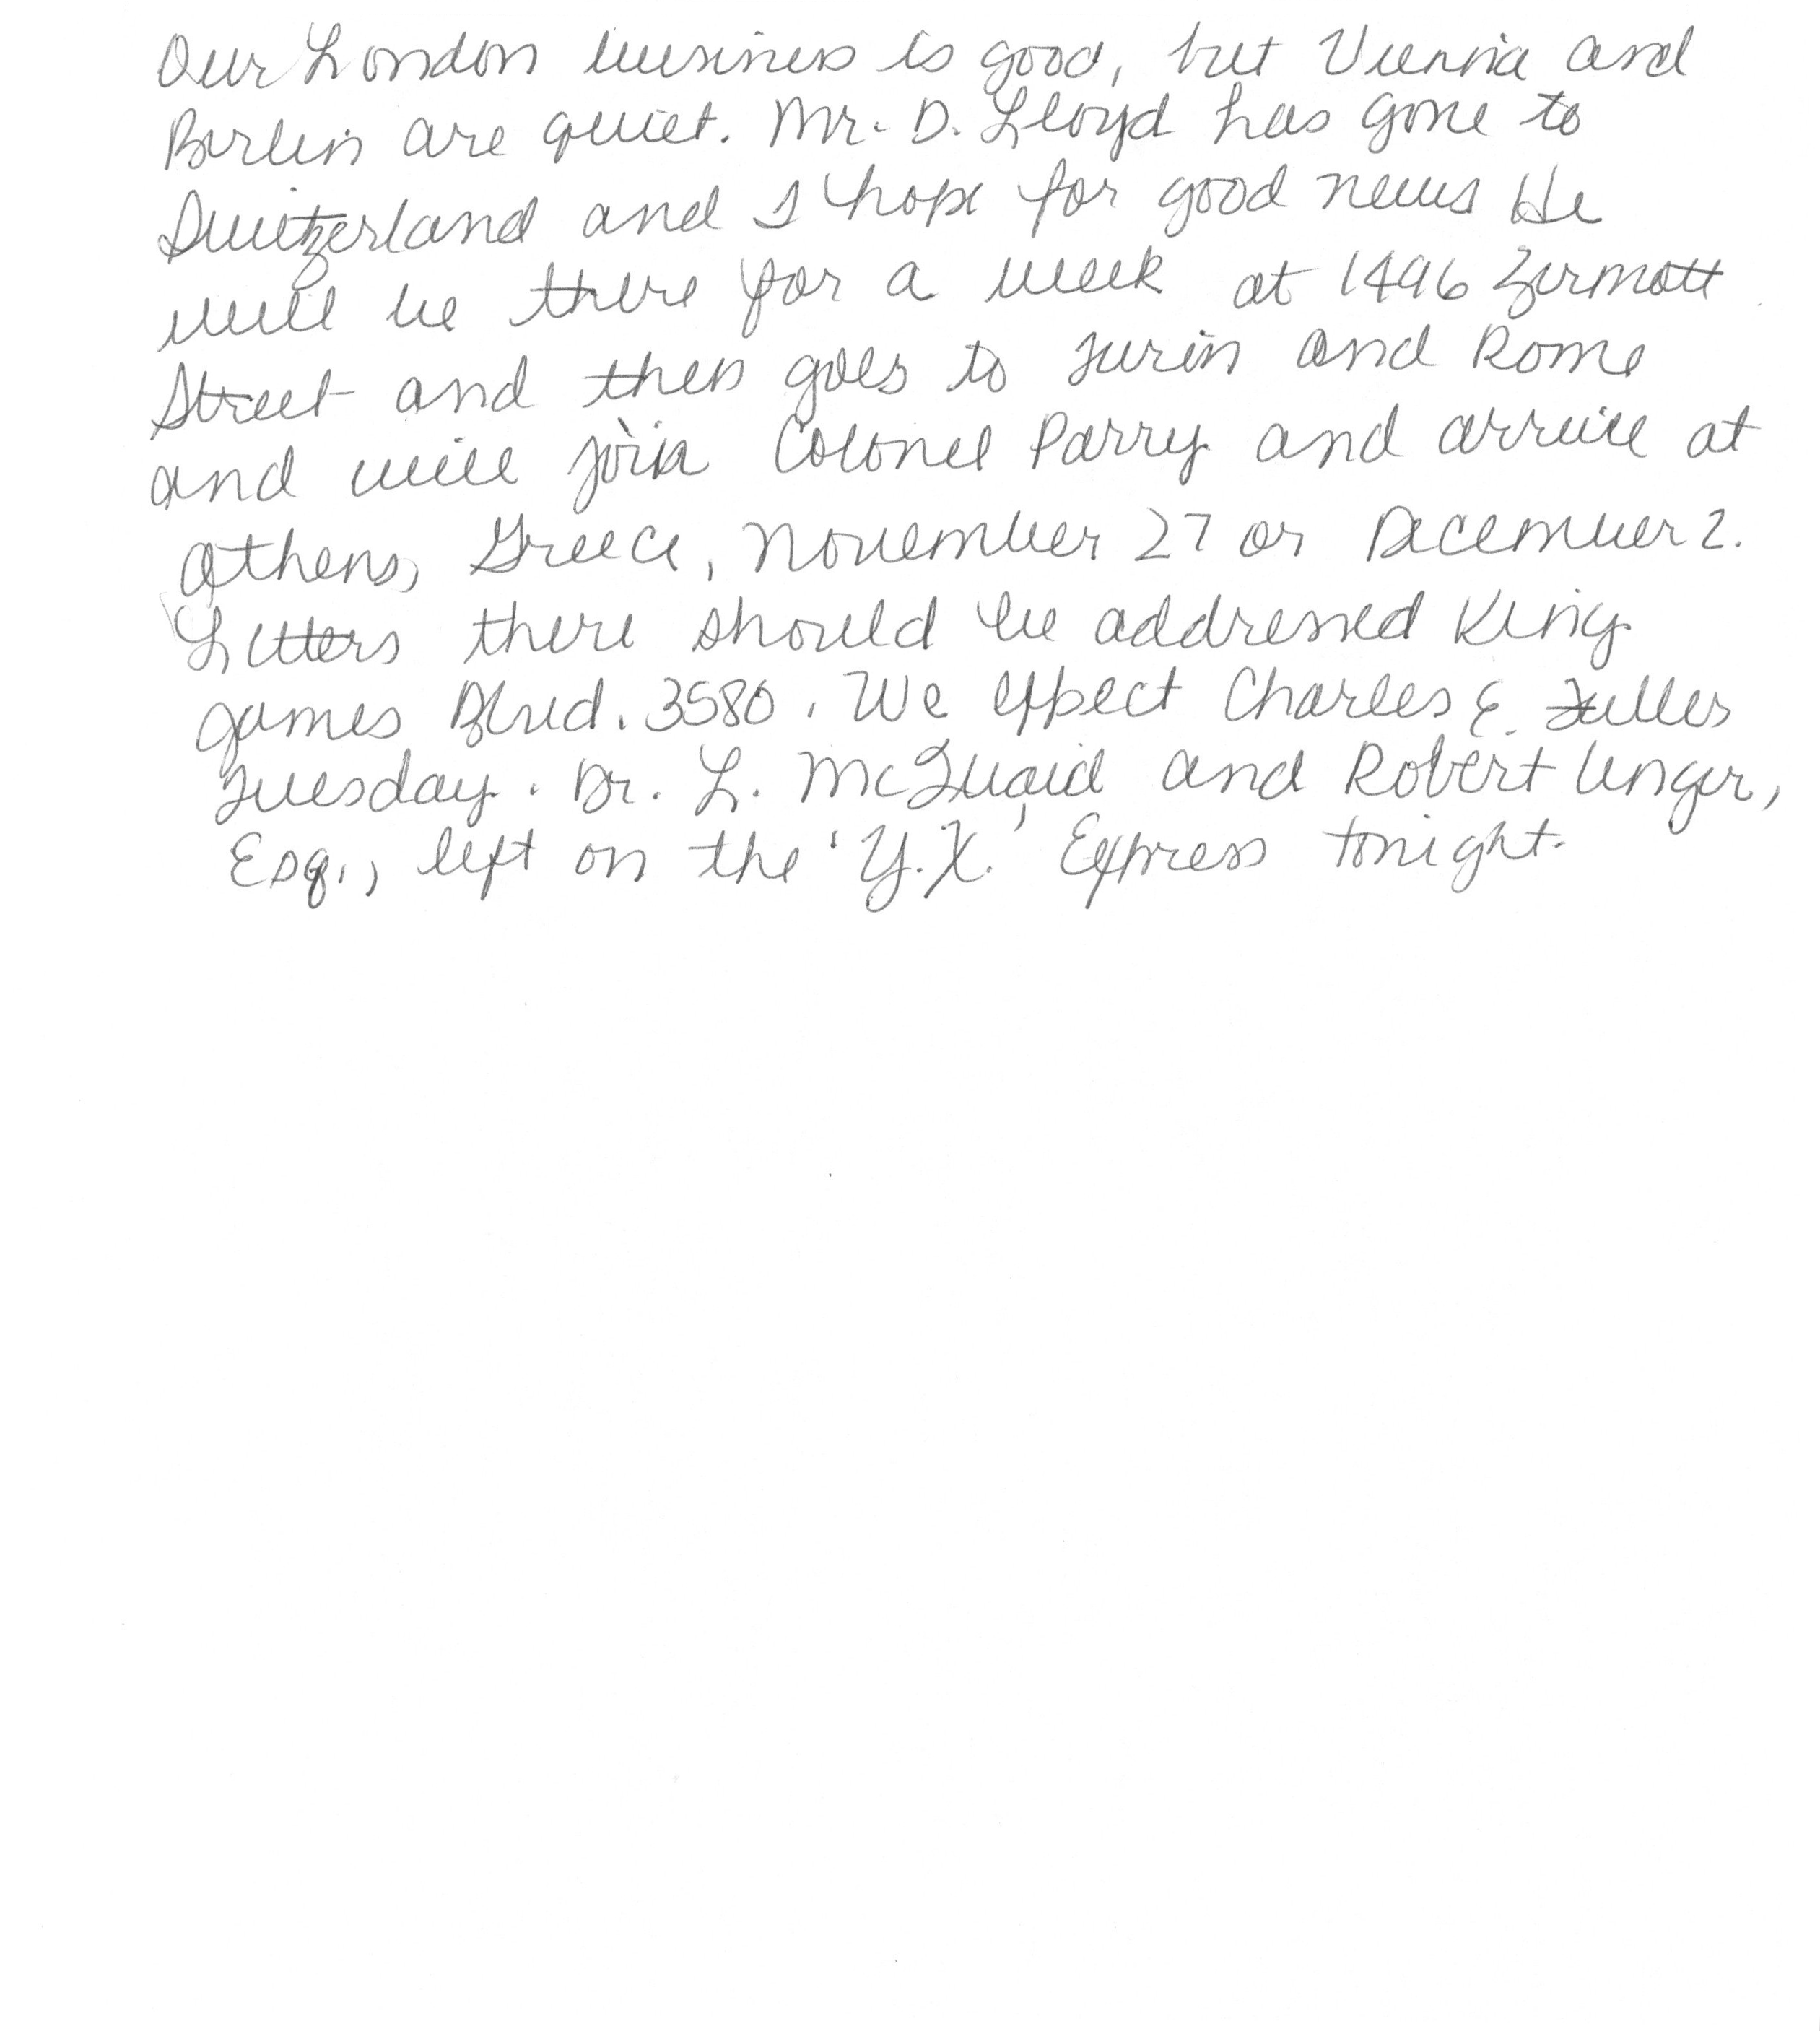 Our London business is good, but Vienna and
Berlin are quiet. Mr. D. Lloyd has gone to
Switzerland and I hope for good news He
will be there for a week at 1496 Zermott
Street and then goes to Turin and Rome
and will join Colonel Parry and arrive at
Athens, Greece, November 27 or December 2.
Letters there should be addressed King
James Blvd. 3580. We expect Charles E. Fuller
Tuesday. Dr. L. McQuaid and Robert Unger,
Esq., left on the 'Y.X.' Express tonight.